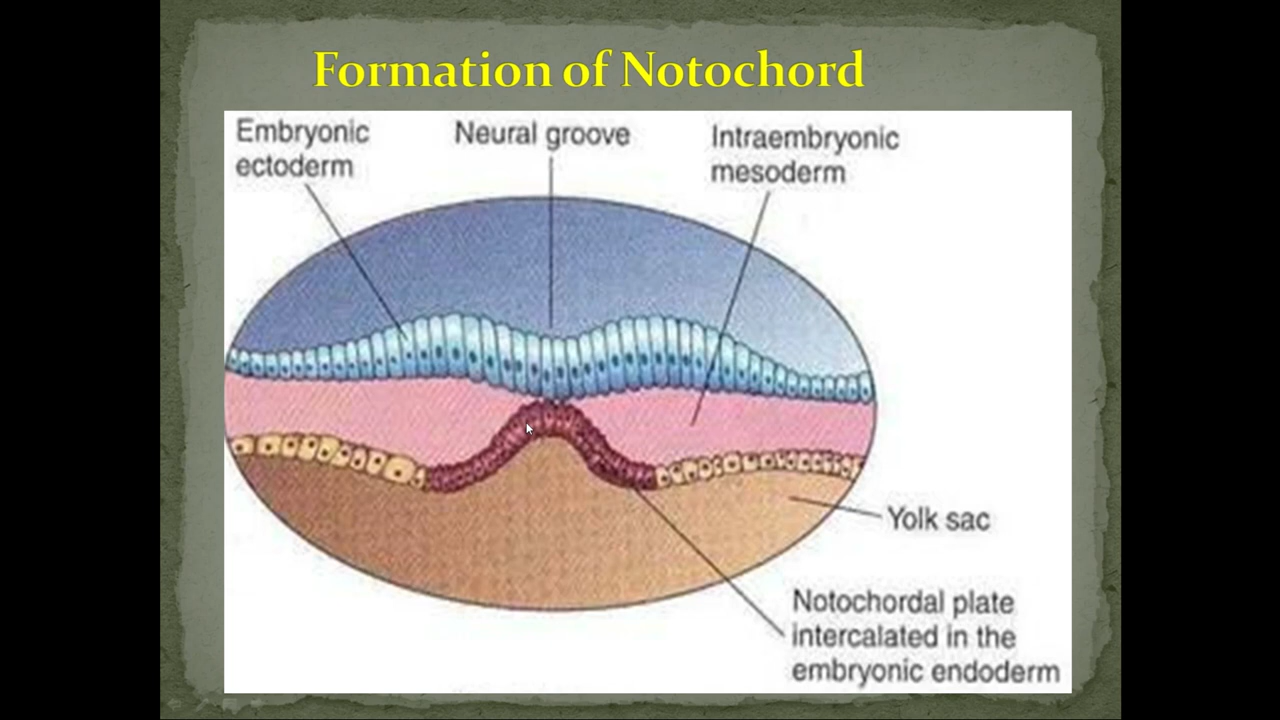 Formation of Notochord
Embryonic
ectoderm
Neural groove
Intraembryonic
mesoderm
Yolk sac
Notochordal plate
intercalated in the
embryonic endoderm